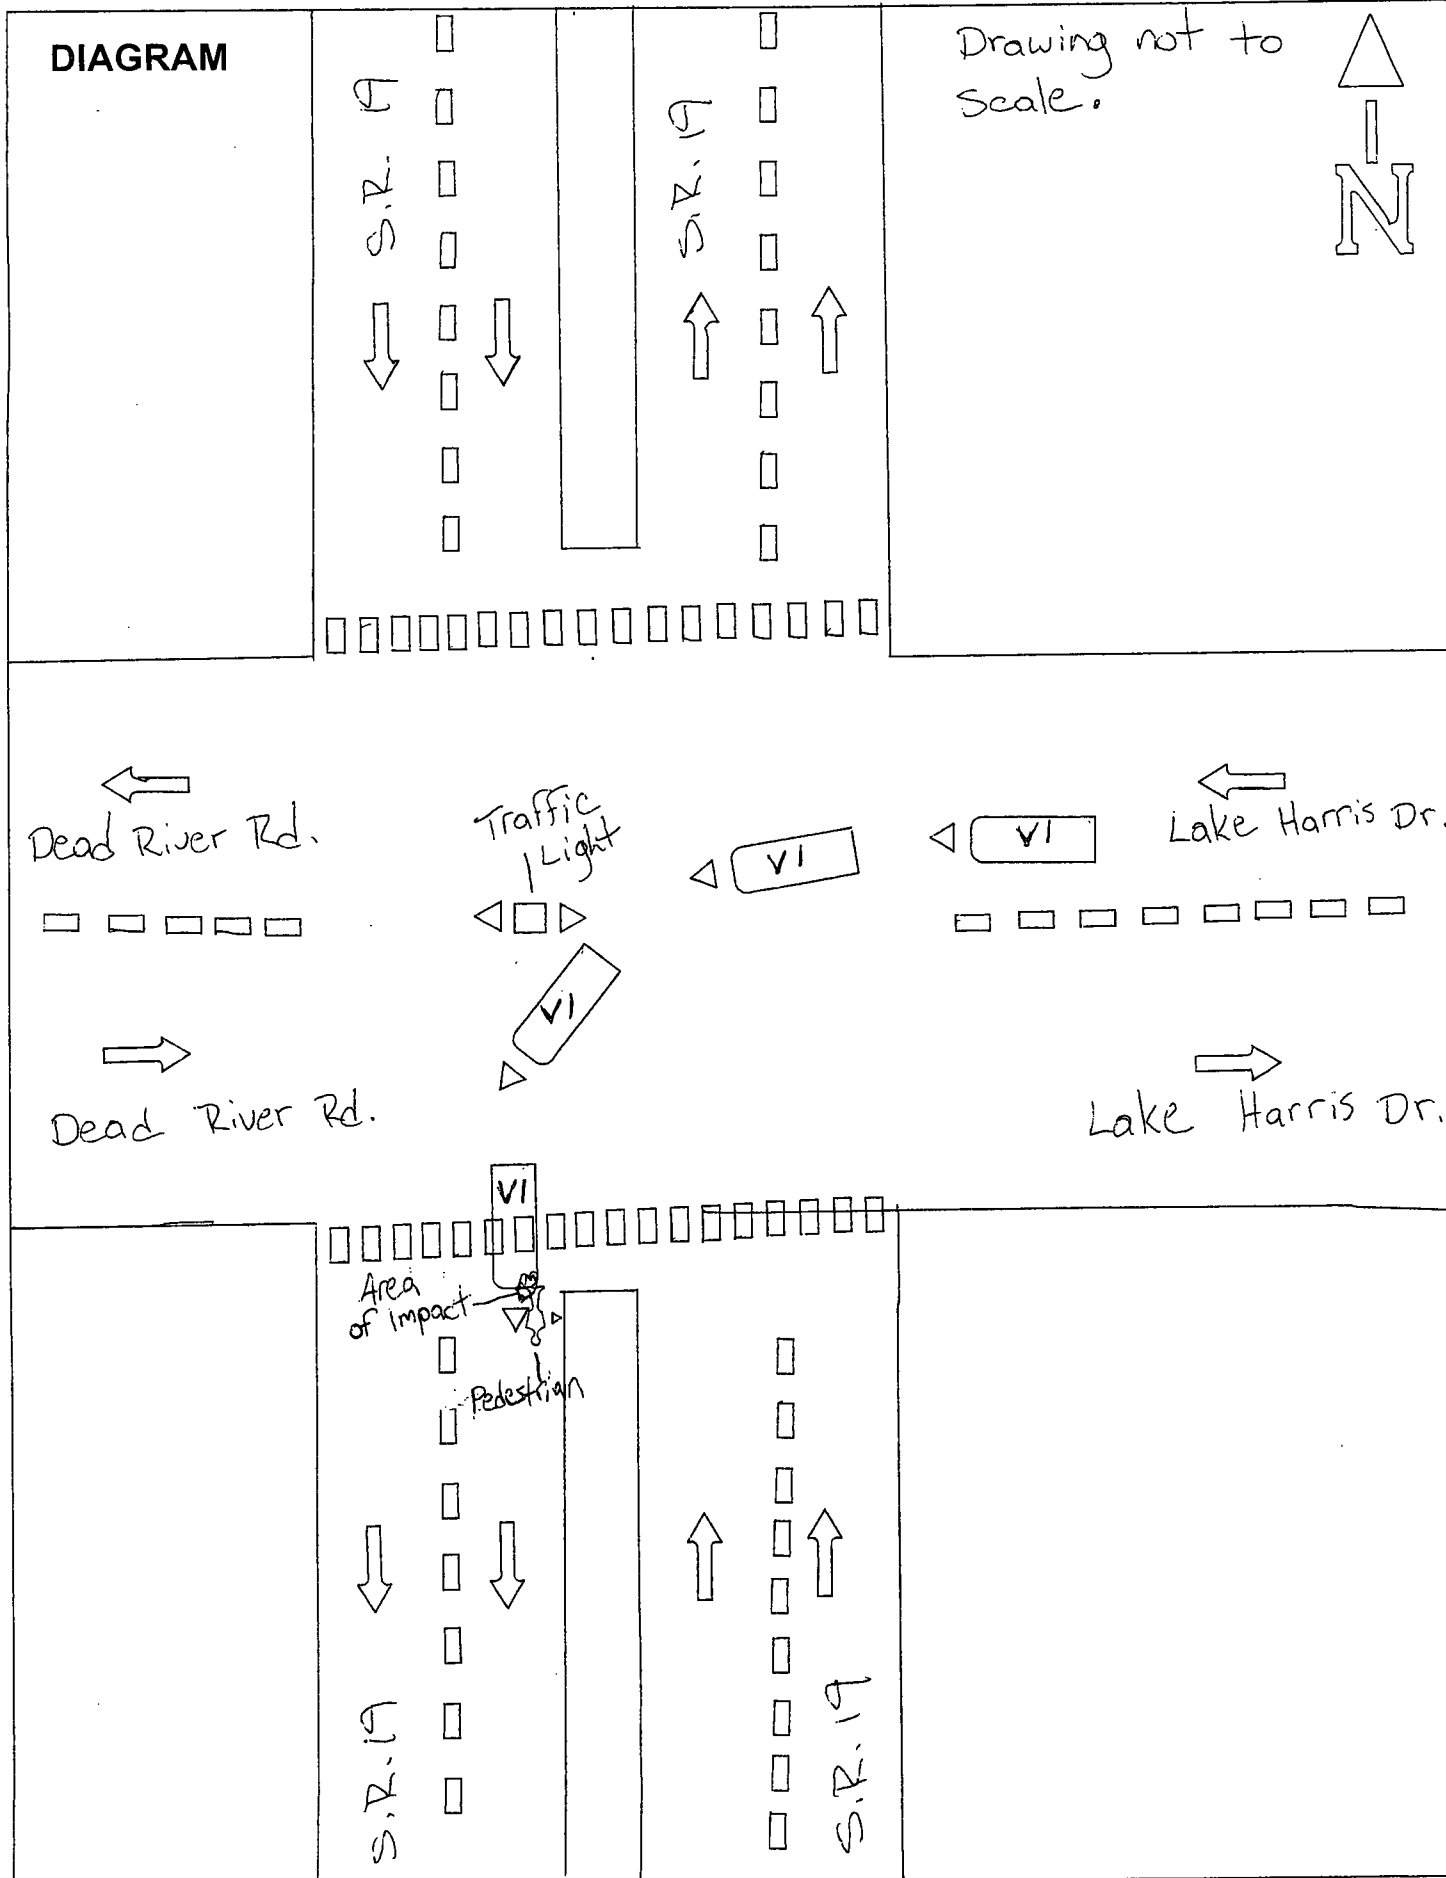 DIAGRAM
Drawing not to
Scale.
N
S.R. 19
S.R. 19
Dead River Rd.
Traffic
Light
V1
V1
Lake Harris Dr.
V1
Dead River Rd.
Lake Harris Dr.
V1
Area
of impact
Pedestrian
S.R. 19
S.R. 19